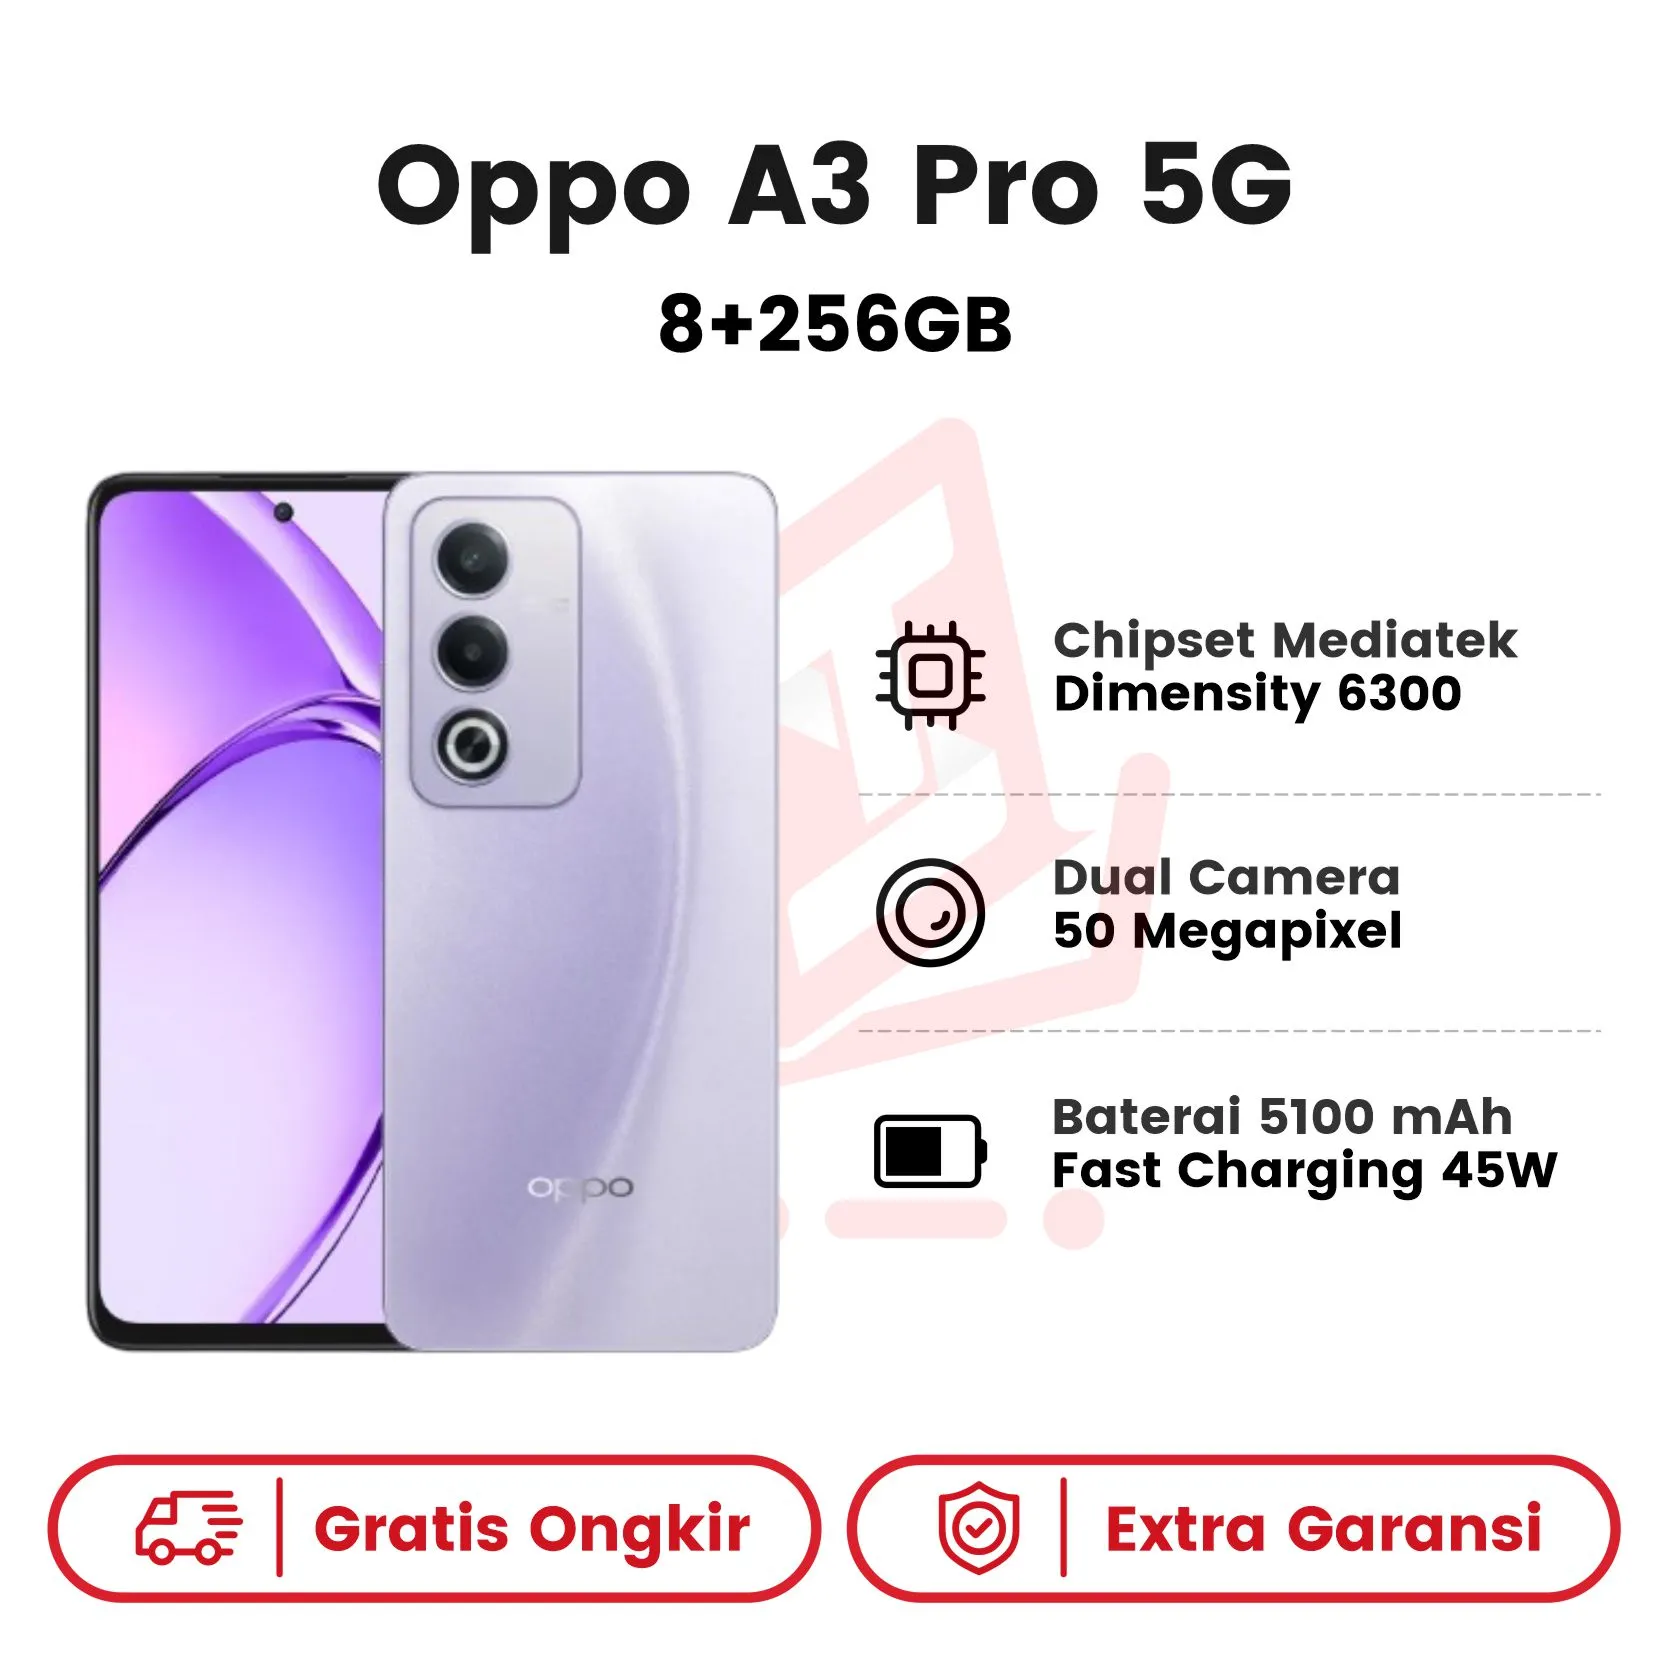 Oppo A3 Pro 5G
8+256GB
Chipset Mediatek
Dimensity 6300
Dual Camera
50 Megapixel
Baterai 5100 mAh
Fast Charging 45W
oppo
Gratis Ongkir
Extra Garansi